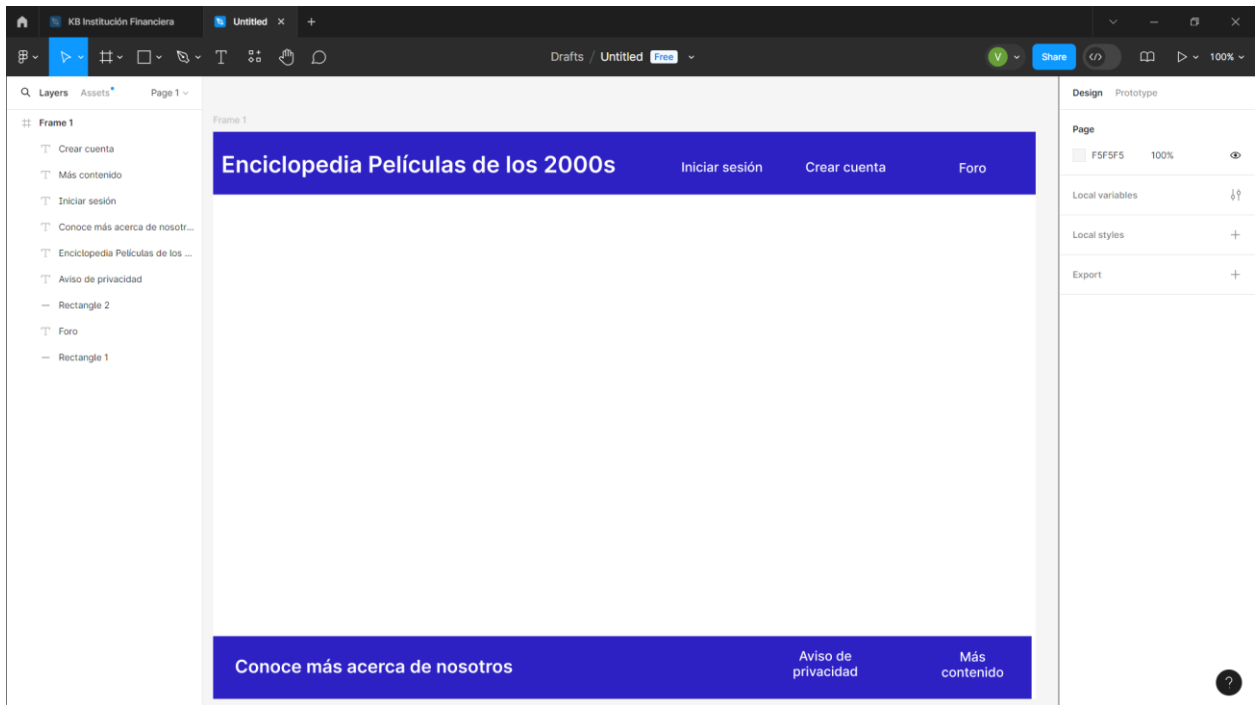 KB Institución Financiera
Untitled
Drafts / Untitled Free
V
Share
100%
Layers Assets Page 1
Frame 1
Crear cuenta
Más contenido
Iniciar sesión
Conoce más acerca de nosotr...
Enciclopedia Películas de los ...
Aviso de privacidad
Rectangle 2
Foro
Rectangle 1
Frame 1
Enciclopedia Películas de los 2000s
Iniciar sesión
Crear cuenta
Foro
Conoce más acerca de nosotros
Aviso de
privacidad
Más
contenido
Design Prototype
Page
F5F5F5 100%
Local variables
Local styles
Export
?